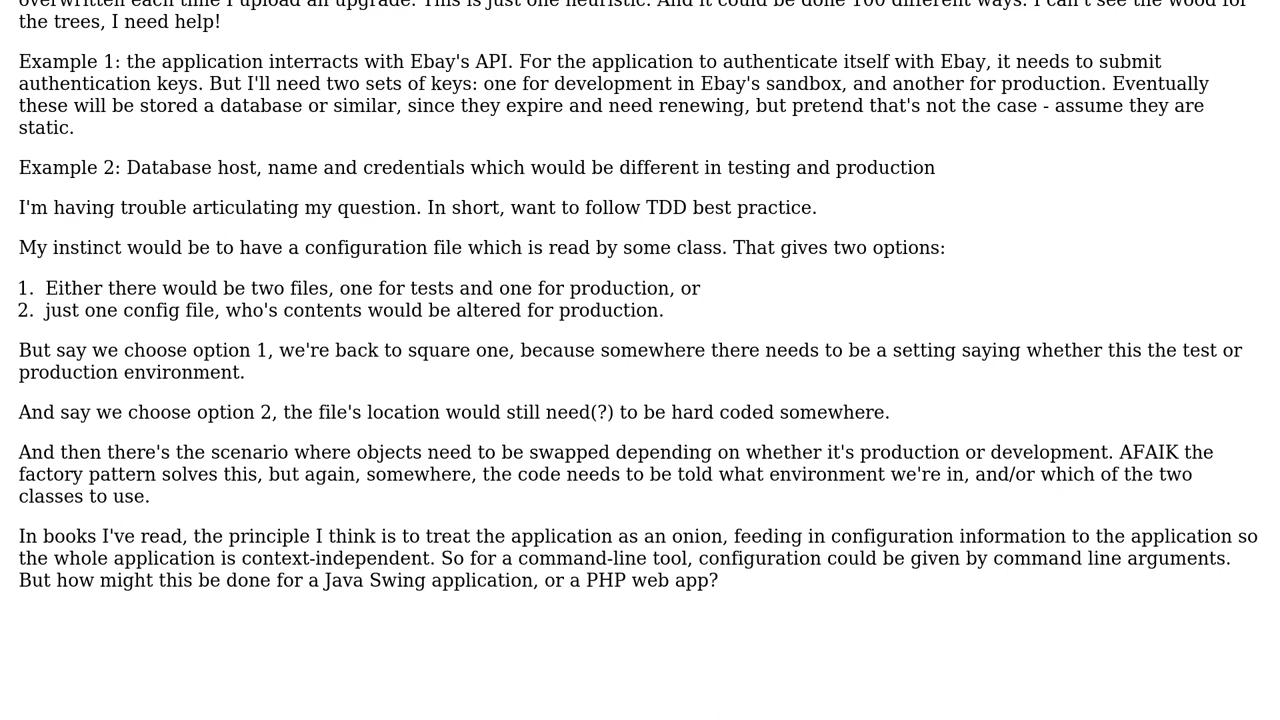 overwritten each time I upload an upgrade. This is just one heuristic. And it could be done 100 different ways. I can't see the wood for
the trees, I need help!
Example 1: the application interracts with Ebay's API. For the application to authenticate itself with Ebay, it needs to submit
authentication keys. But I'll need two sets of keys: one for development in Ebay's sandbox, and another for production. Eventually
these will be stored a database or similar, since they expire and need renewing, but pretend that's not the case - assume they are
static.
Example 2: Database host, name and credentials which would be different in testing and production
I'm having trouble articulating my question. In short, want to follow TDD best practice.
My instinct would be to have a configuration file which is read by some class. That gives two options:
1. Either there would be two files, one for tests and one for production, or
2. just one config file, who's contents would be altered for production.
But say we choose option 1, we're back to square one, because somewhere there needs to be a setting saying whether this the test or
production environment.
And say we choose option 2, the file's location would still need(?) to be hard coded somewhere.
And then there's the scenario where objects need to be swapped depending on whether it's production or development. AFAIK the
factory pattern solves this, but again, somewhere, the code needs to be told what environment we're in, and/or which of the two
classes to use.
In books I've read, the principle I think is to treat the application as an onion, feeding in configuration information to the application so
the whole application is context-independent. So for a command-line tool, configuration could be given by command line arguments.
But how might this be done for a Java Swing application, or a PHP web app?